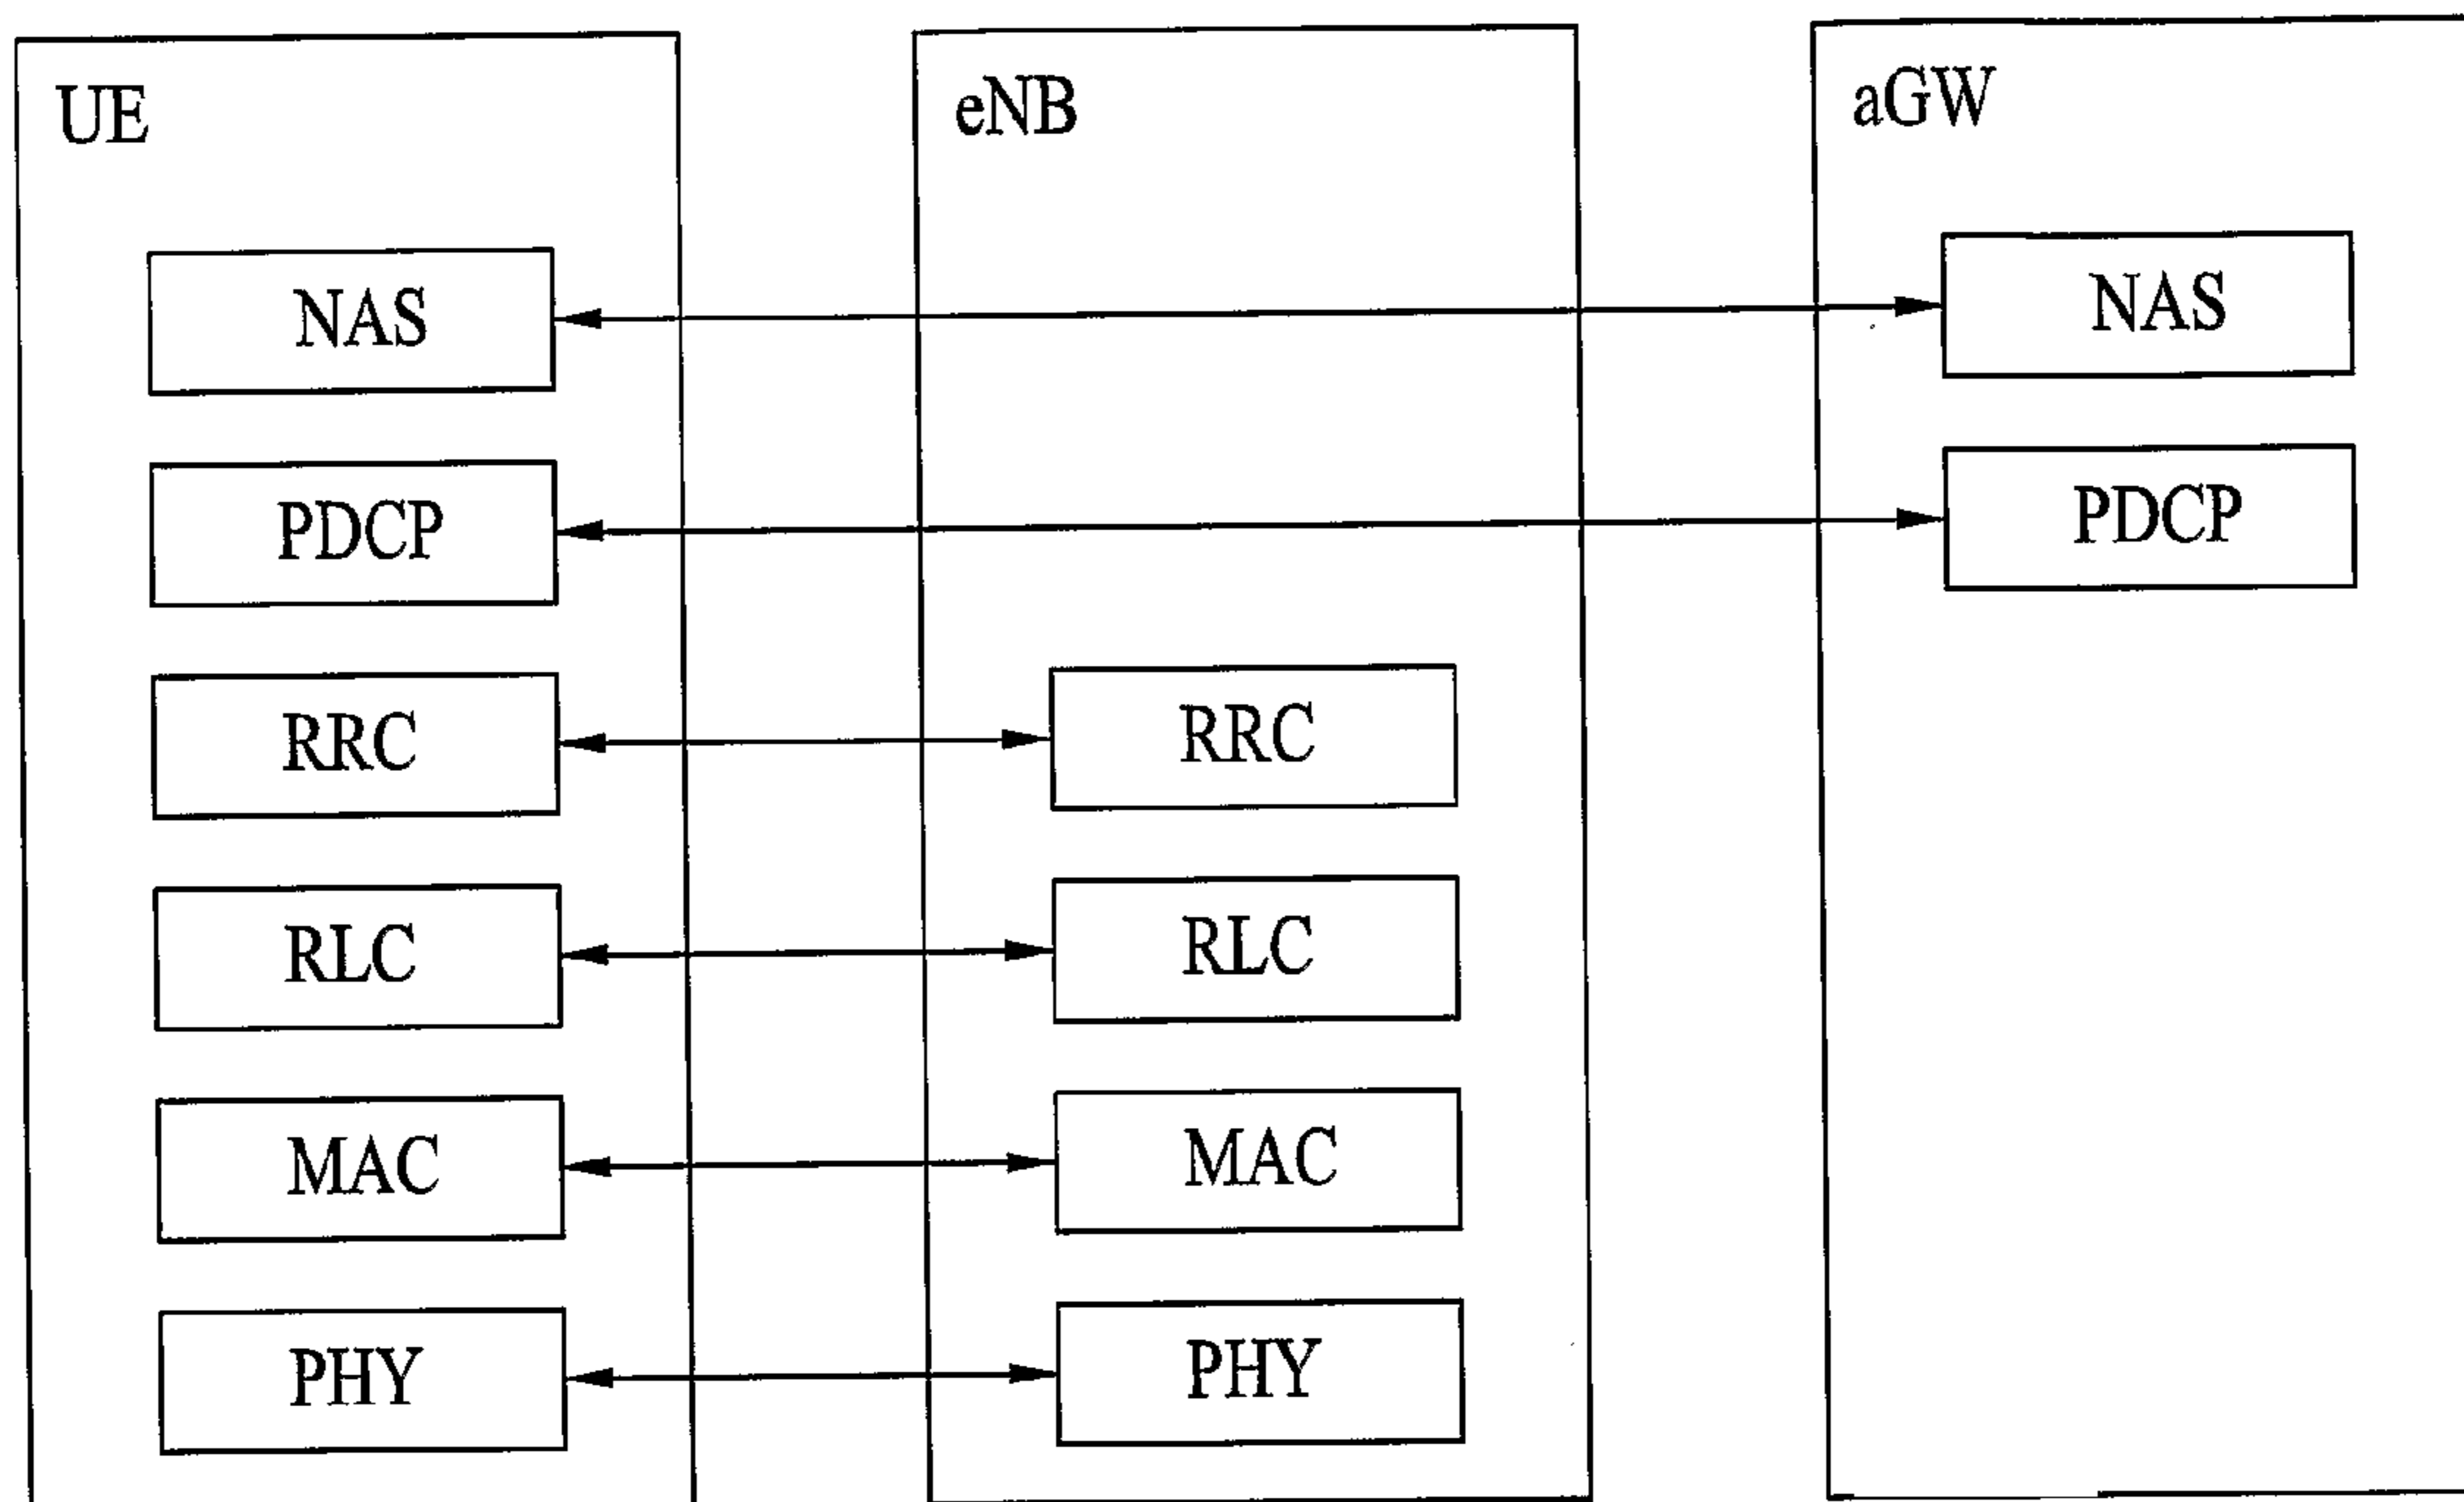 UE
eNB
aGW
NAS
NAS
PDCP
PDCP
RRC
RRC
RLC
RLC
MAC
MAC
PHY
PHY